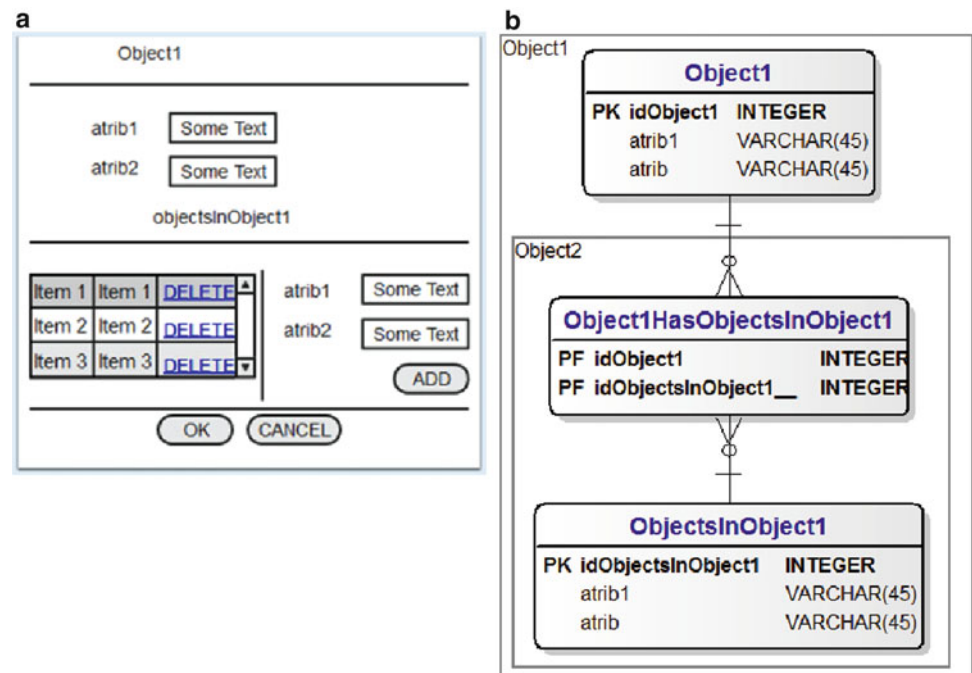 a
Object1
atrib1 Some Text
atrib2 Some Text
objectsInObject1
Item 1 Item 1 DELETE
Item 2 Item 2 DELETE
Item 3 Item 3 DELETE
atrib1 Some Text
atrib2 Some Text
ADD
OK CANCEL
b
Object1
Object1
PK idObject1 INTEGER
atrib1 VARCHAR(45)
atrib VARCHAR(45)
Object2
Object1HasObjectsInObject1
PF idObject1 INTEGER
PF idObjectsInObject1__ INTEGER
ObjectsInObject1
PK idObjectsInObject1 INTEGER
atrib1 VARCHAR(45)
atrib VARCHAR(45)